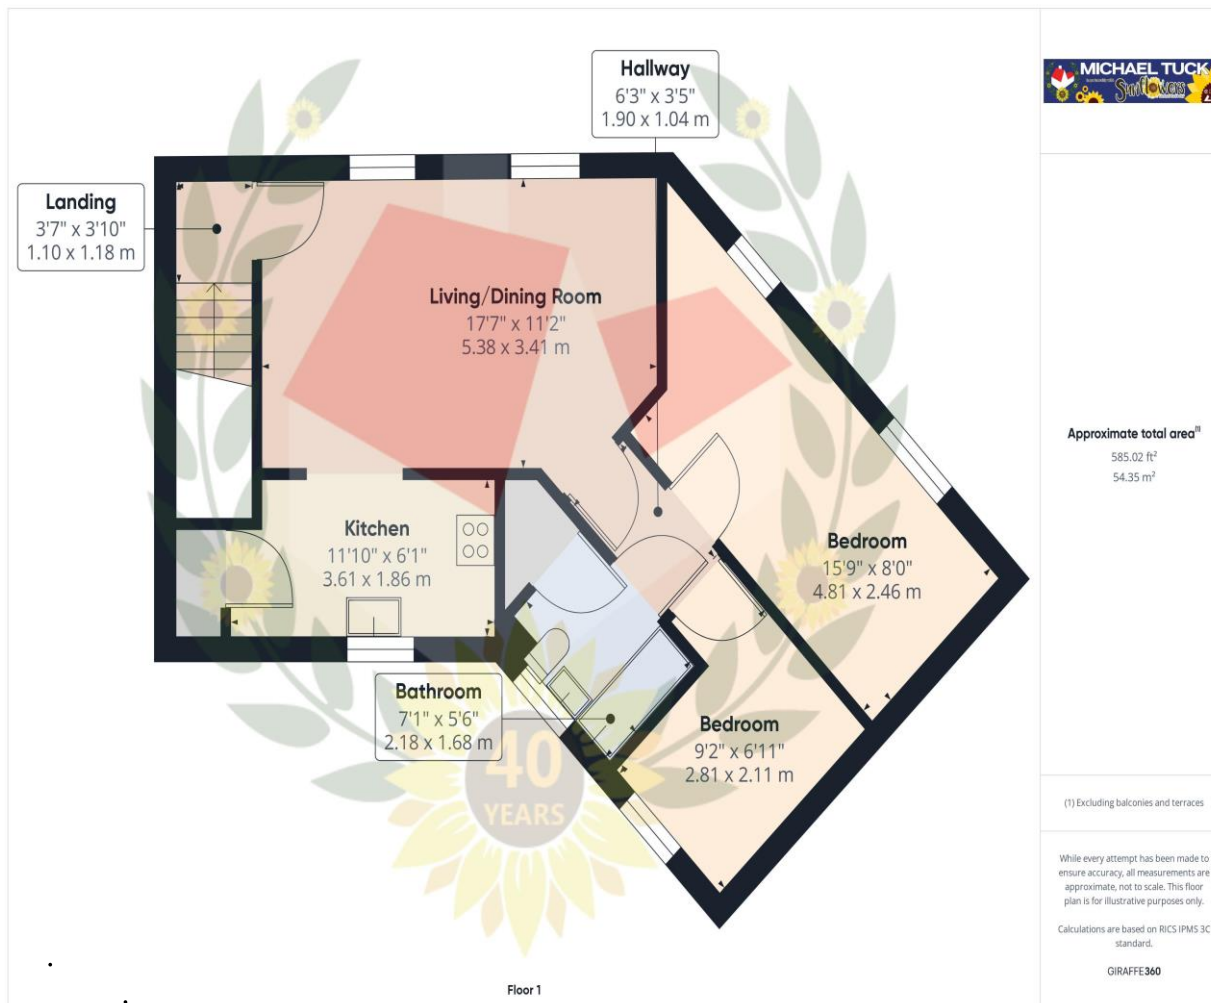 Hallway
6'3" x 3'5"
1.90 x 1.04 m
Landing
3'7" x 3'10"
1.10 x 1.18 m
Living/Dining Room
17'7" x 11'2"
5.38 x 3.41 m
Kitchen
11'10" x 6'1"
3.61 x 1.86 m
Bedroom
15'9" x 8'0"
4.81 x 2.46 m
Bathroom
7'1" x 5'6"
2.18 x 1.68 m
Bedroom
9'2" x 6'11"
2.81 x 2.11 m
40
YEARS
Floor 1
MICHAEL TUCK
Sunflowers
Approximate total area(1)
585.02 ft²
54.35 m²
(1) Excluding balconies and terraces
While every attempt has been made to
ensure accuracy, all measurements are
approximate, not to scale. This floor
plan is for illustrative purposes only.
Calculations are based on RICS IPMS 3C
standard.
GIRAFFE360